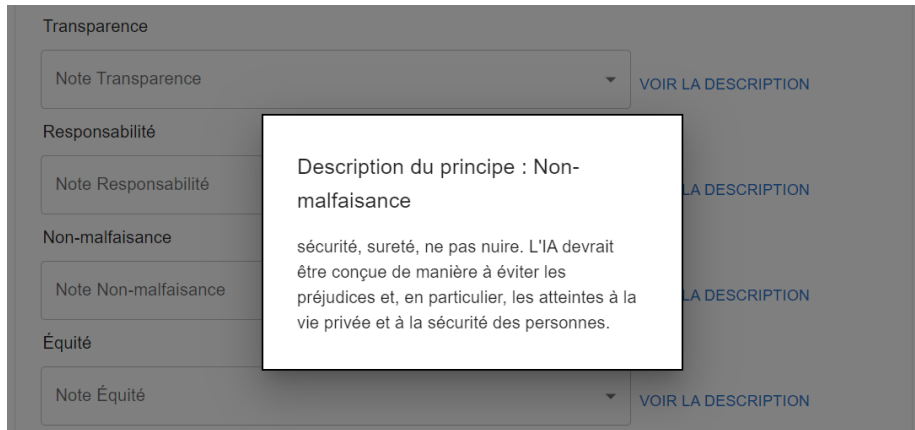 Transparence
Note Transparence
VOIR LA DESCRIPTION
Responsabilité
Note Responsabilité
LA DESCRIPTION
Description du principe : Non-
malfaisance
sécurité, sureté, ne pas nuire. L'IA devrait
être conçue de manière à éviter les
préjudices et, en particulier, les atteintes à la
vie privée et à la sécurité des personnes.
Non-malfaisance
Note Non-malfaisance
LA DESCRIPTION
Équité
Note Équité
VOIR LA DESCRIPTION